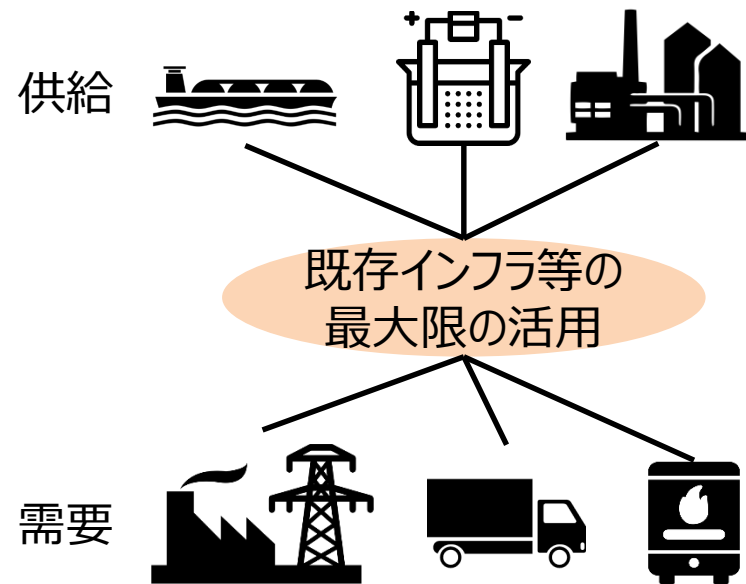 供給
既存インフラ等の
最大限の活用
需要